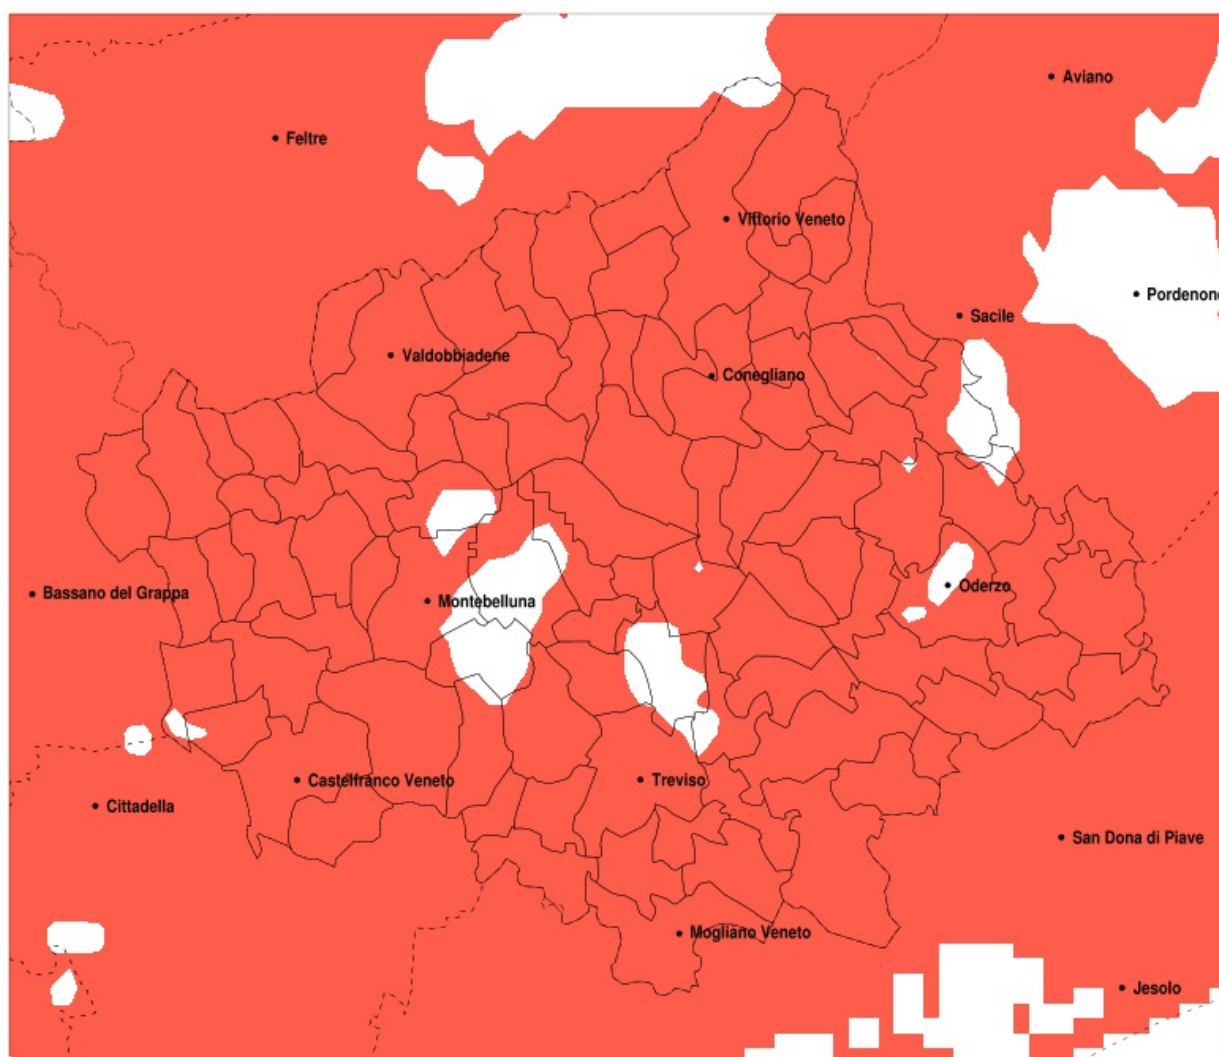 Aviano
Feltre
Vittorio Veneto
Pordenone
Sacile
Valdobbiadene
Conegliano
Oderzo
Bassano del Grappa
Montebelluna
Castelfranco Veneto
Treviso
Cittadella
San Dona di Piave
Mogliano Veneto
Jesolo